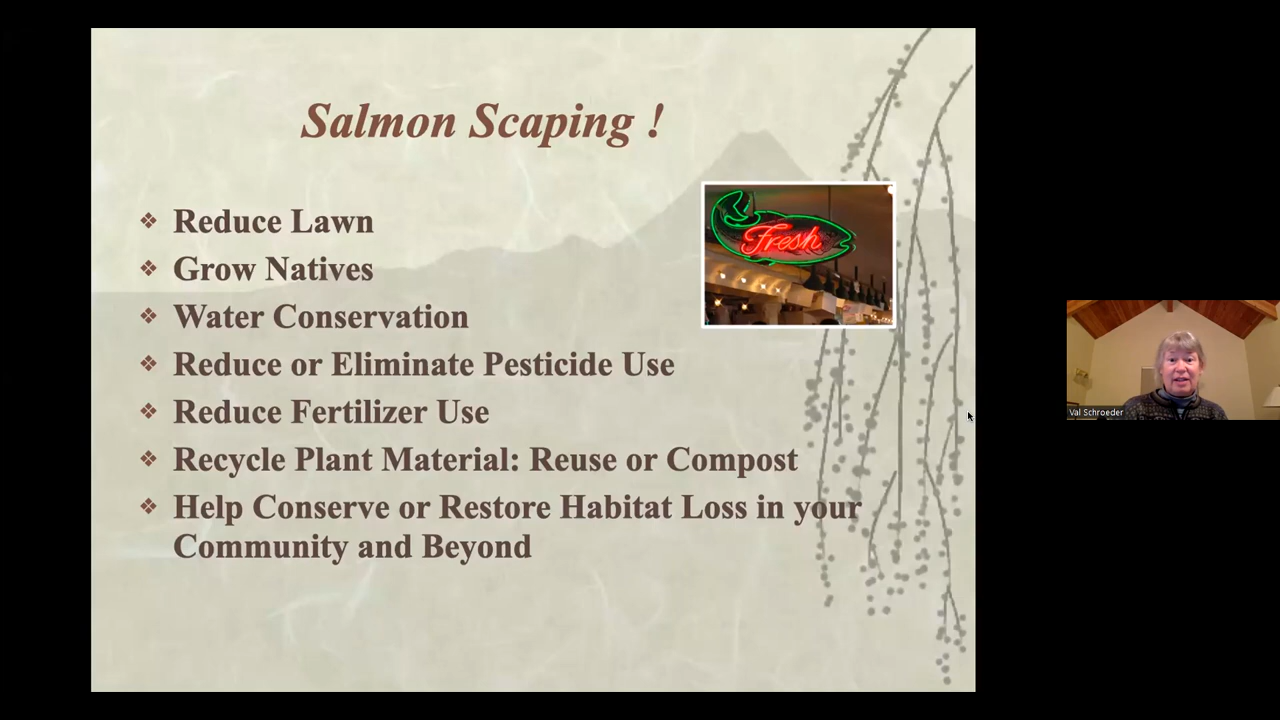 Salmon Scaping !
Fresh
❖ Reduce Lawn
❖ Grow Natives
❖ Water Conservation
❖ Reduce or Eliminate Pesticide Use
❖ Reduce Fertilizer Use
❖ Recycle Plant Material: Reuse or Compost
❖ Help Conserve or Restore Habitat Loss in your
Community and Beyond
Val Schroeder